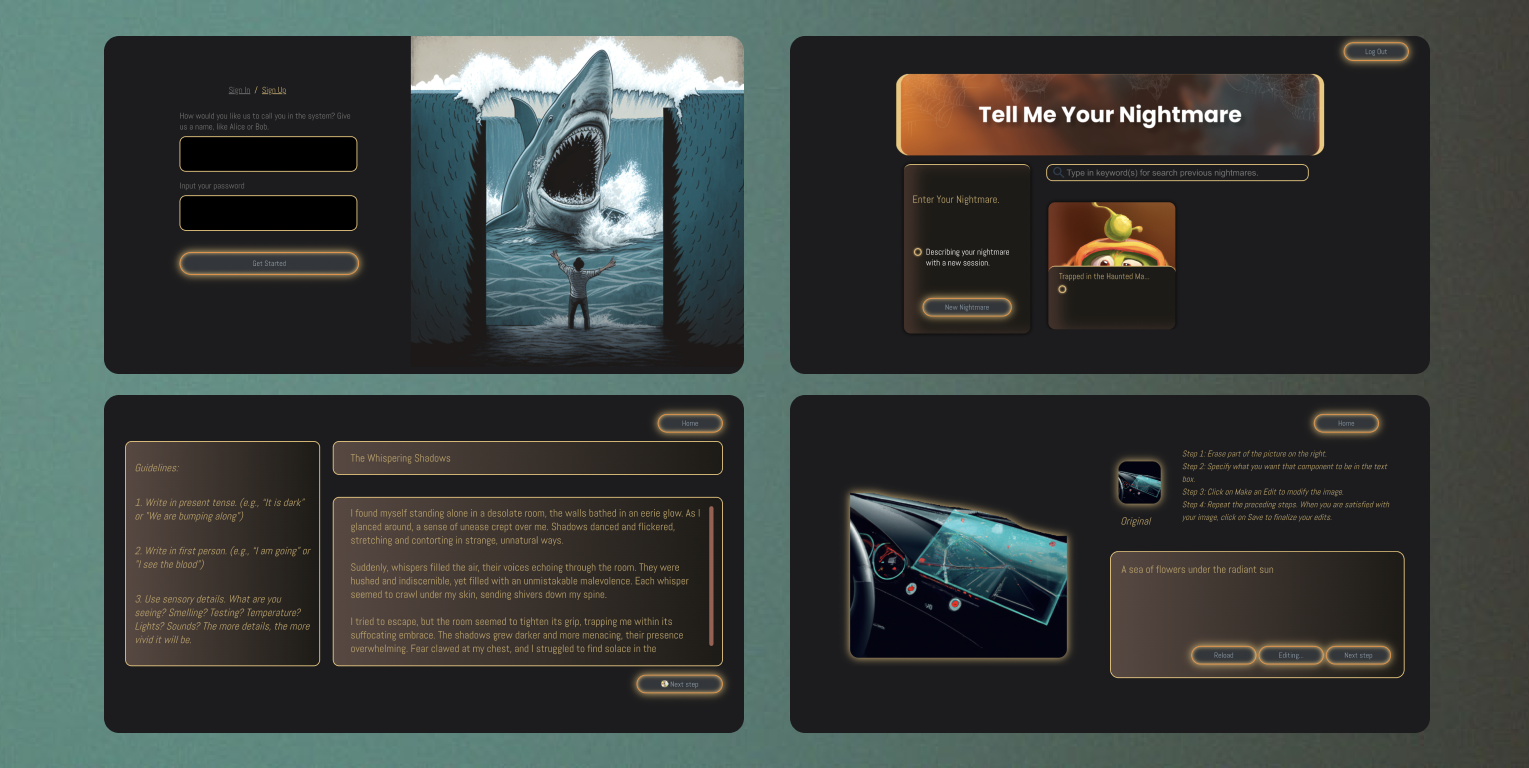 Sign In / Sign Up
How would you like us to call you in the system? Give
us a name, like Alice or Bob.
Input your password
Get Started
Log Out
Tell Me Your Nightmare
Type in keyword(s) for search previous nightmares.
Enter Your Nightmare.
Describing your nightmare
with a new session.
New Nightmare
Trapped in the Haunted Ma...
Home
Guidelines:
1. Write in present tense. (e.g., "It is dark"
or "We are bumping along")
2. Write in first person. (e.g., "I am going" or
"I see the blood")
3. Use sensory details. What are you
seeing? Smelling? Testing? Temperature?
Lights? Sounds? The more details, the more
vivid it will be.
The Whispering Shadows
I found myself standing alone in a desolate room, the walls bathed in an eerie glow. As I
glanced around, a sense of unease crept over me. Shadows danced and flickered,
stretching and contorting in strange, unnatural ways.
Suddenly, whispers filled the air, their voices echoing through the room. They were
hushed and indiscernible, yet filled with an unmistakable malevolence. Each whisper
seemed to crawl under my skin, sending shivers down my spine.
I tried to escape, but the room seemed to tighten its grip, trapping me within its
suffocating embrace. The shadows grew darker and more menacing, their presence
overwhelming. Fear clawed at my chest, and I struggled to find solace in the
Next step
Home
Step 1: Erase part of the picture on the right.
Step 2: Specify what you want that component to be in the text
box.
Step 3: Click on Make an Edit to modify the image.
Step 4: Repeat the preceding steps. When you are satisfied with
your image, click on Save to finalize your edits.
Original
A sea of flowers under the radiant sun
Reload
Editing...
Next step